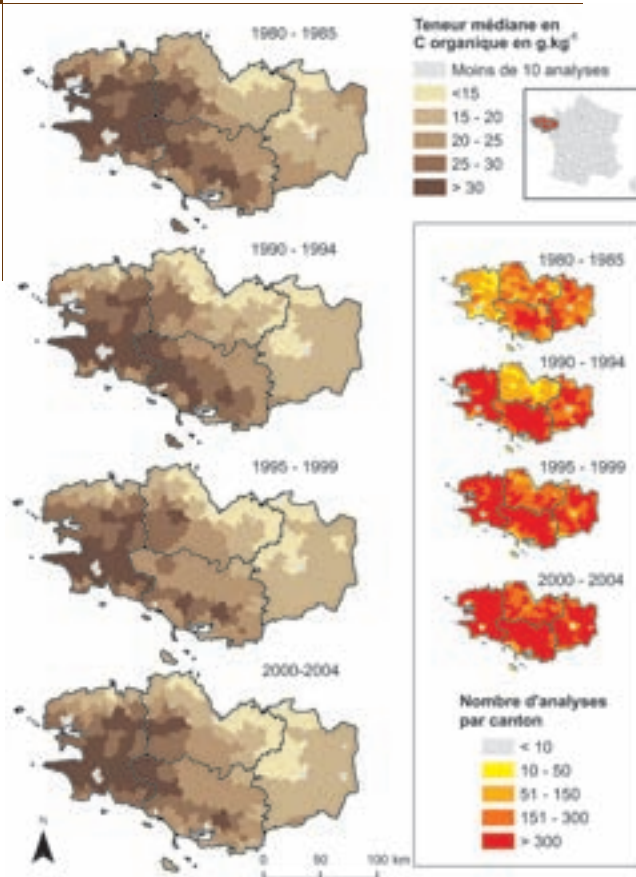 1980 - 1985
Teneur médiane en
C organique en g.kg-1
Moins de 10 analyses
<15
15 - 20
20 - 25
25 - 30
> 30
1990 - 1994
1995 - 1999
2000-2004
N
0 50 100 km
1980 - 1985
1990 - 1994
1995 - 1999
2000 - 2004
Nombre d'analyses
par canton
< 10
10 - 50
51 - 150
151 - 300
> 300